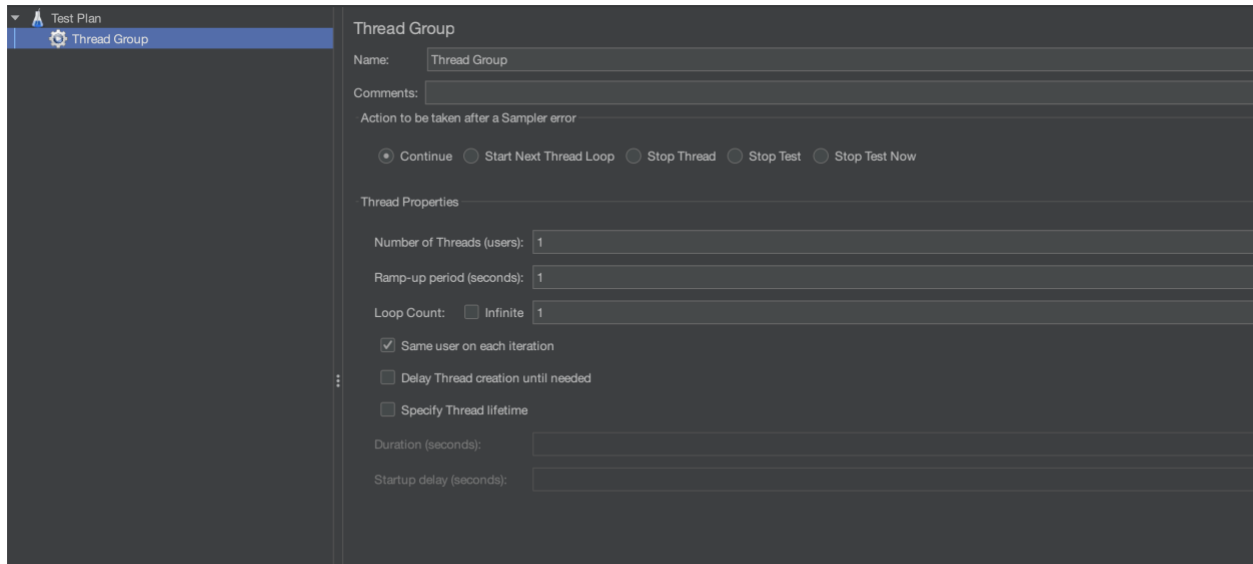 Test Plan
Thread Group
Thread Group
Name: Thread Group
Comments:
Action to be taken after a Sampler error
Continue Start Next Thread Loop Stop Thread Stop Test Stop Test Now
Thread Properties
Number of Threads (users): 1
Ramp-up period (seconds): 1
Loop Count: Infinite 1
Same user on each iteration
Delay Thread creation until needed
Specify Thread lifetime
Duration (seconds):
Startup delay (seconds):